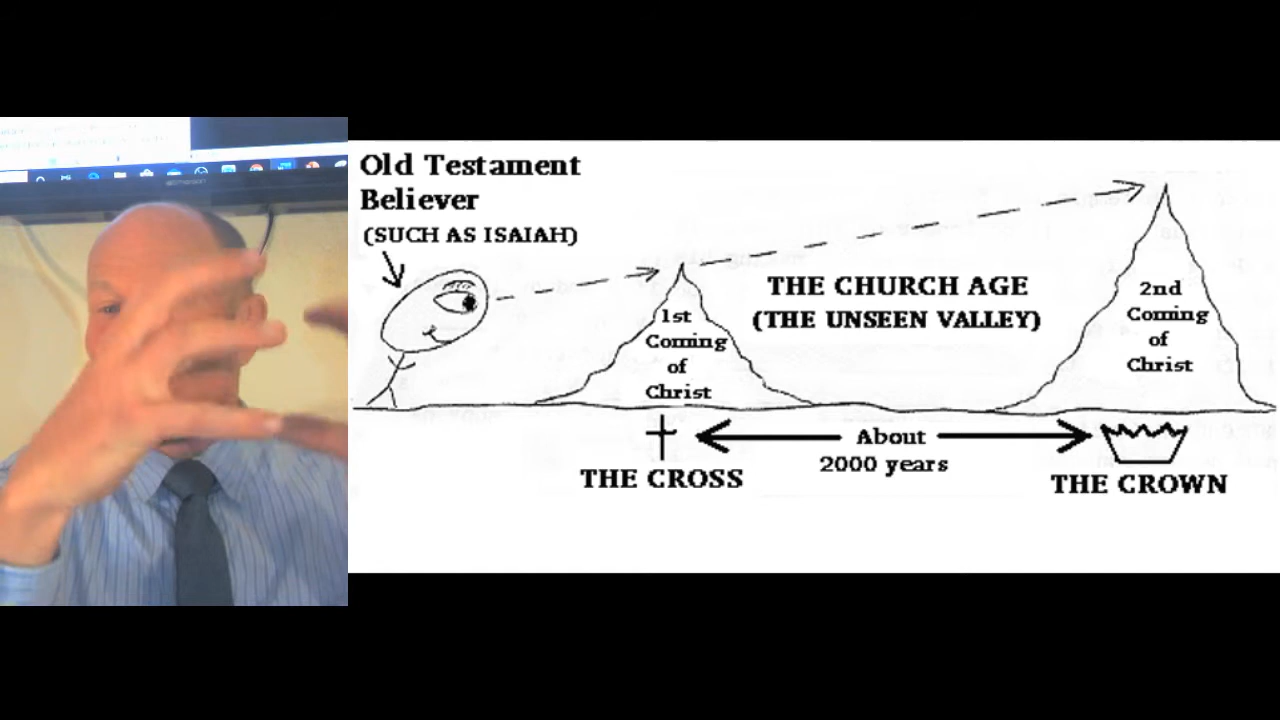 Old Testament
Believer
(SUCH AS ISAIAH)
THE CHURCH AGE
(THE UNSEEN VALLEY)
1st
Coming
of
Christ
2nd
Coming
of
Christ
About
2000 years
THE CROSS
THE CROWN